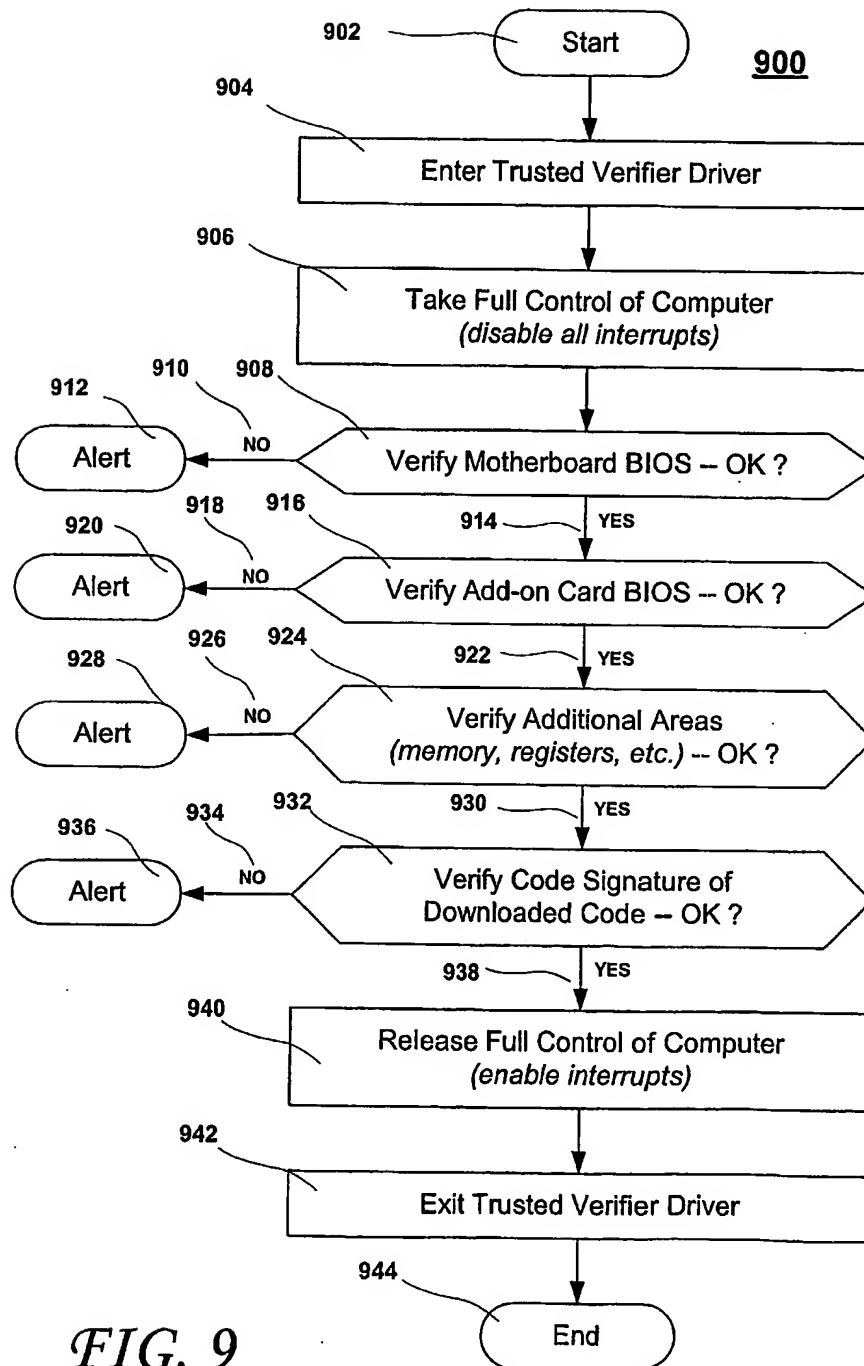 902
Start
900
904
Enter Trusted Verifier Driver
906
Take Full Control of Computer
(disable all interrupts)
908
910
912
NO
Alert
Verify Motherboard BIOS -- OK ?
914
YES
916
918
920
NO
Alert
Verify Add-on Card BIOS -- OK ?
922
YES
924
926
928
NO
Alert
Verify Additional Areas
(memory, registers, etc.) -- OK ?
930
YES
932
934
936
NO
Alert
Verify Code Signature of
Downloaded Code -- OK ?
938
YES
940
Release Full Control of Computer
(enable interrupts)
942
Exit Trusted Verifier Driver
944
End
FIG. 9